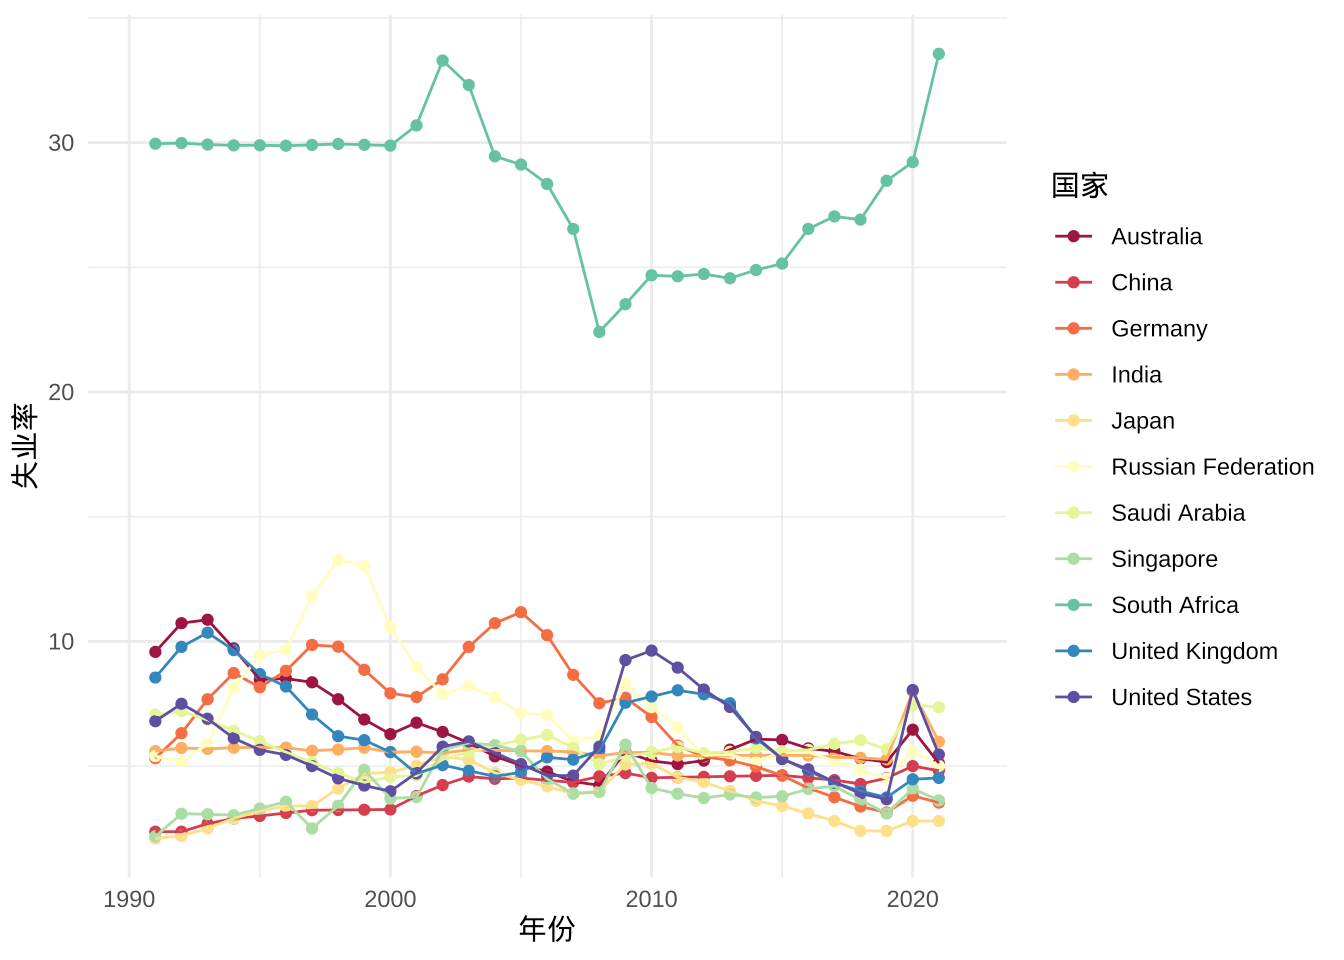 30
20
10
失业率
1990
2000
2010
2020
年份
国家
Australia
China
Germany
India
Japan
Russian Federation
Saudi Arabia
Singapore
South Africa
United Kingdom
United States